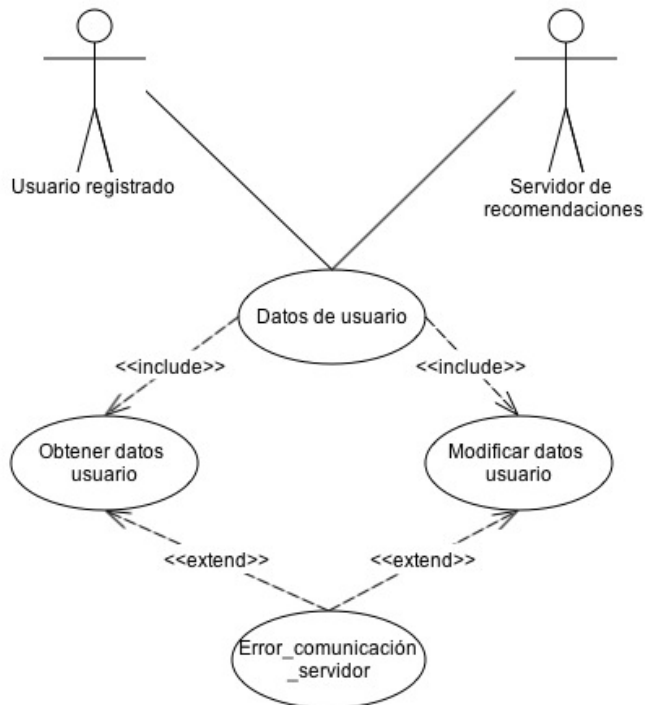 Usuario registrado
Servidor de
recomendaciones
Datos de usuario
<<include>>
<<include>>
Obtener datos
usuario
Modificar datos
usuario
<<extend>>
<<extend>>
Error_comunicación
_servidor